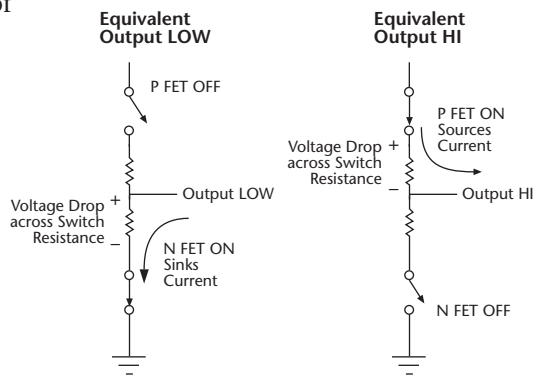 Equivalent
Output LOW
P FET OFF
Output LOW
Voltage Drop
across Switch
Resistance
+
–
N FET ON
Sinks
Current
Equivalent
Output HI
P FET ON
Sources
Current
Voltage Drop
across Switch
Resistance
+
–
Output HI
N FET OFF